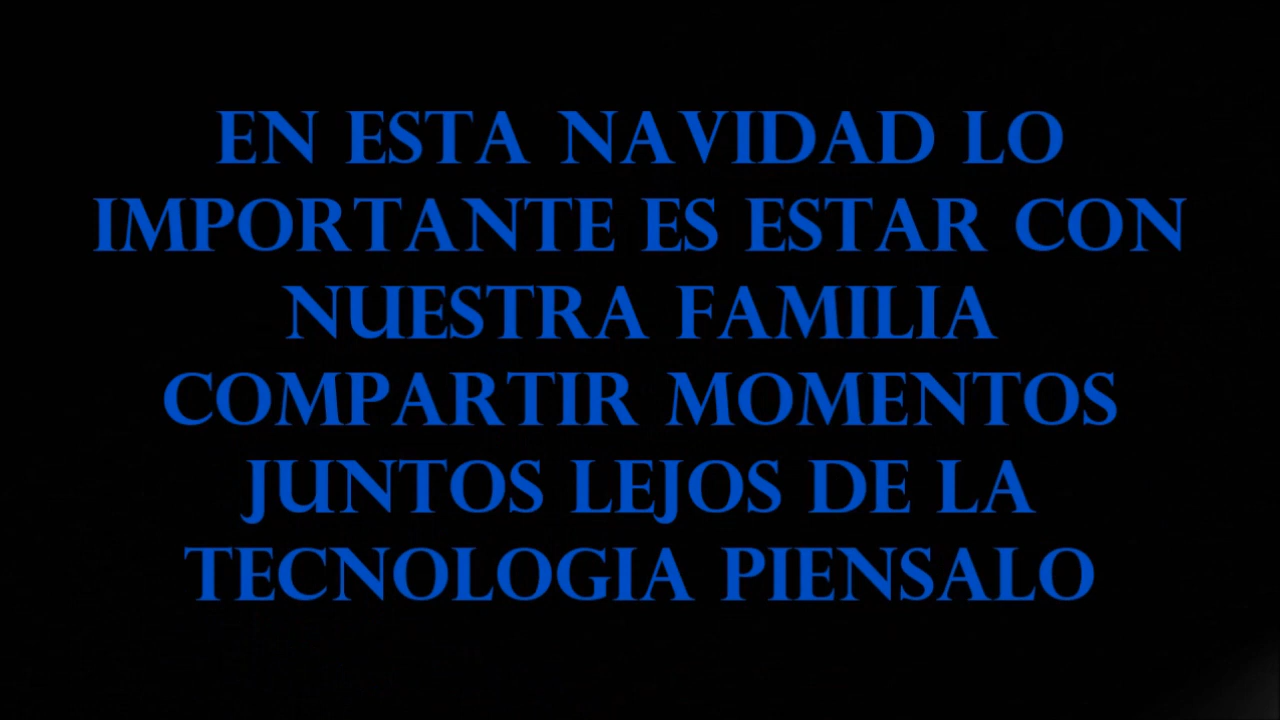 EN ESTA NAVIDAD LO
IMPORTANTE ES ESTAR CON
NUESTRA FAMILIA
COMPARTIR MOMENTOS
JUNTOS LEJOS DE LA
TECNOLOGIA PIENSALO